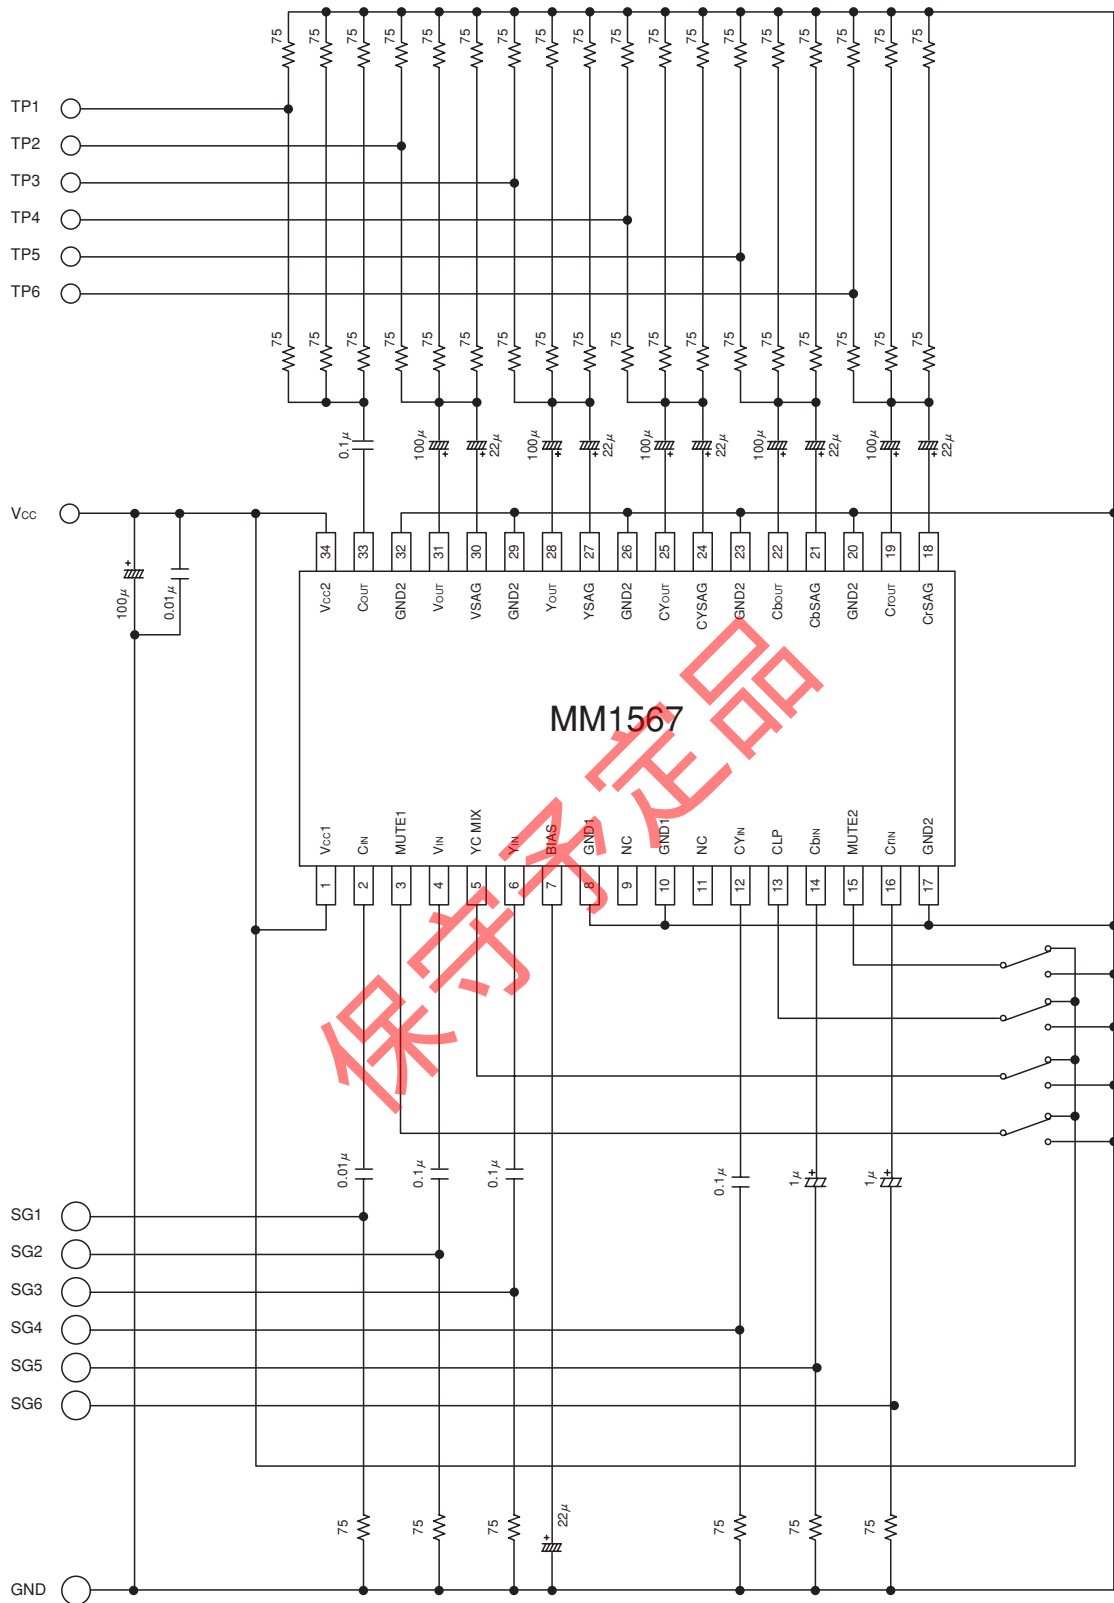 75 75 75 75 75 75 75 75 75 75 75 75 75 75 75 75 75 75
TP1
TP2
TP3
TP4
TP5
TP6
75 75 75 75 75 75 75 75 75 75 75 75 75 75 75 75 75 75
0.1μ 100μ 22μ 100μ 22μ 100μ 22μ 100μ 22μ 100μ 22μ
+ + + + + + + + + +
Vcc
34 33 32 31 30 29 28 27 26 25 24 23 22 21 20 19 18
+
100μ 0.01μ
Vcc2 COUT GND2 VOUT VSAG GND2 YOUT YSAG GND2 CYOUT CYSAG GND2 CbOUT CbSAG GND2 CrOUT CrSAG
MM1567
保守予定品
Vcc1 CIN MUTE1 VIN YC MIX YIN BIAS GND1 NC GND1 NC CYIN CLP CbIN MUTE2 CrIN GND2
1 2 3 4 5 6 7 8 9 10 11 12 13 14 15 16 17
0.01μ 0.1μ 0.1μ 0.1μ 1μ 1μ
+ +
SG1
SG2
SG3
SG4
SG5
SG6
75 75 75 22μ 75 75 75
+
GND